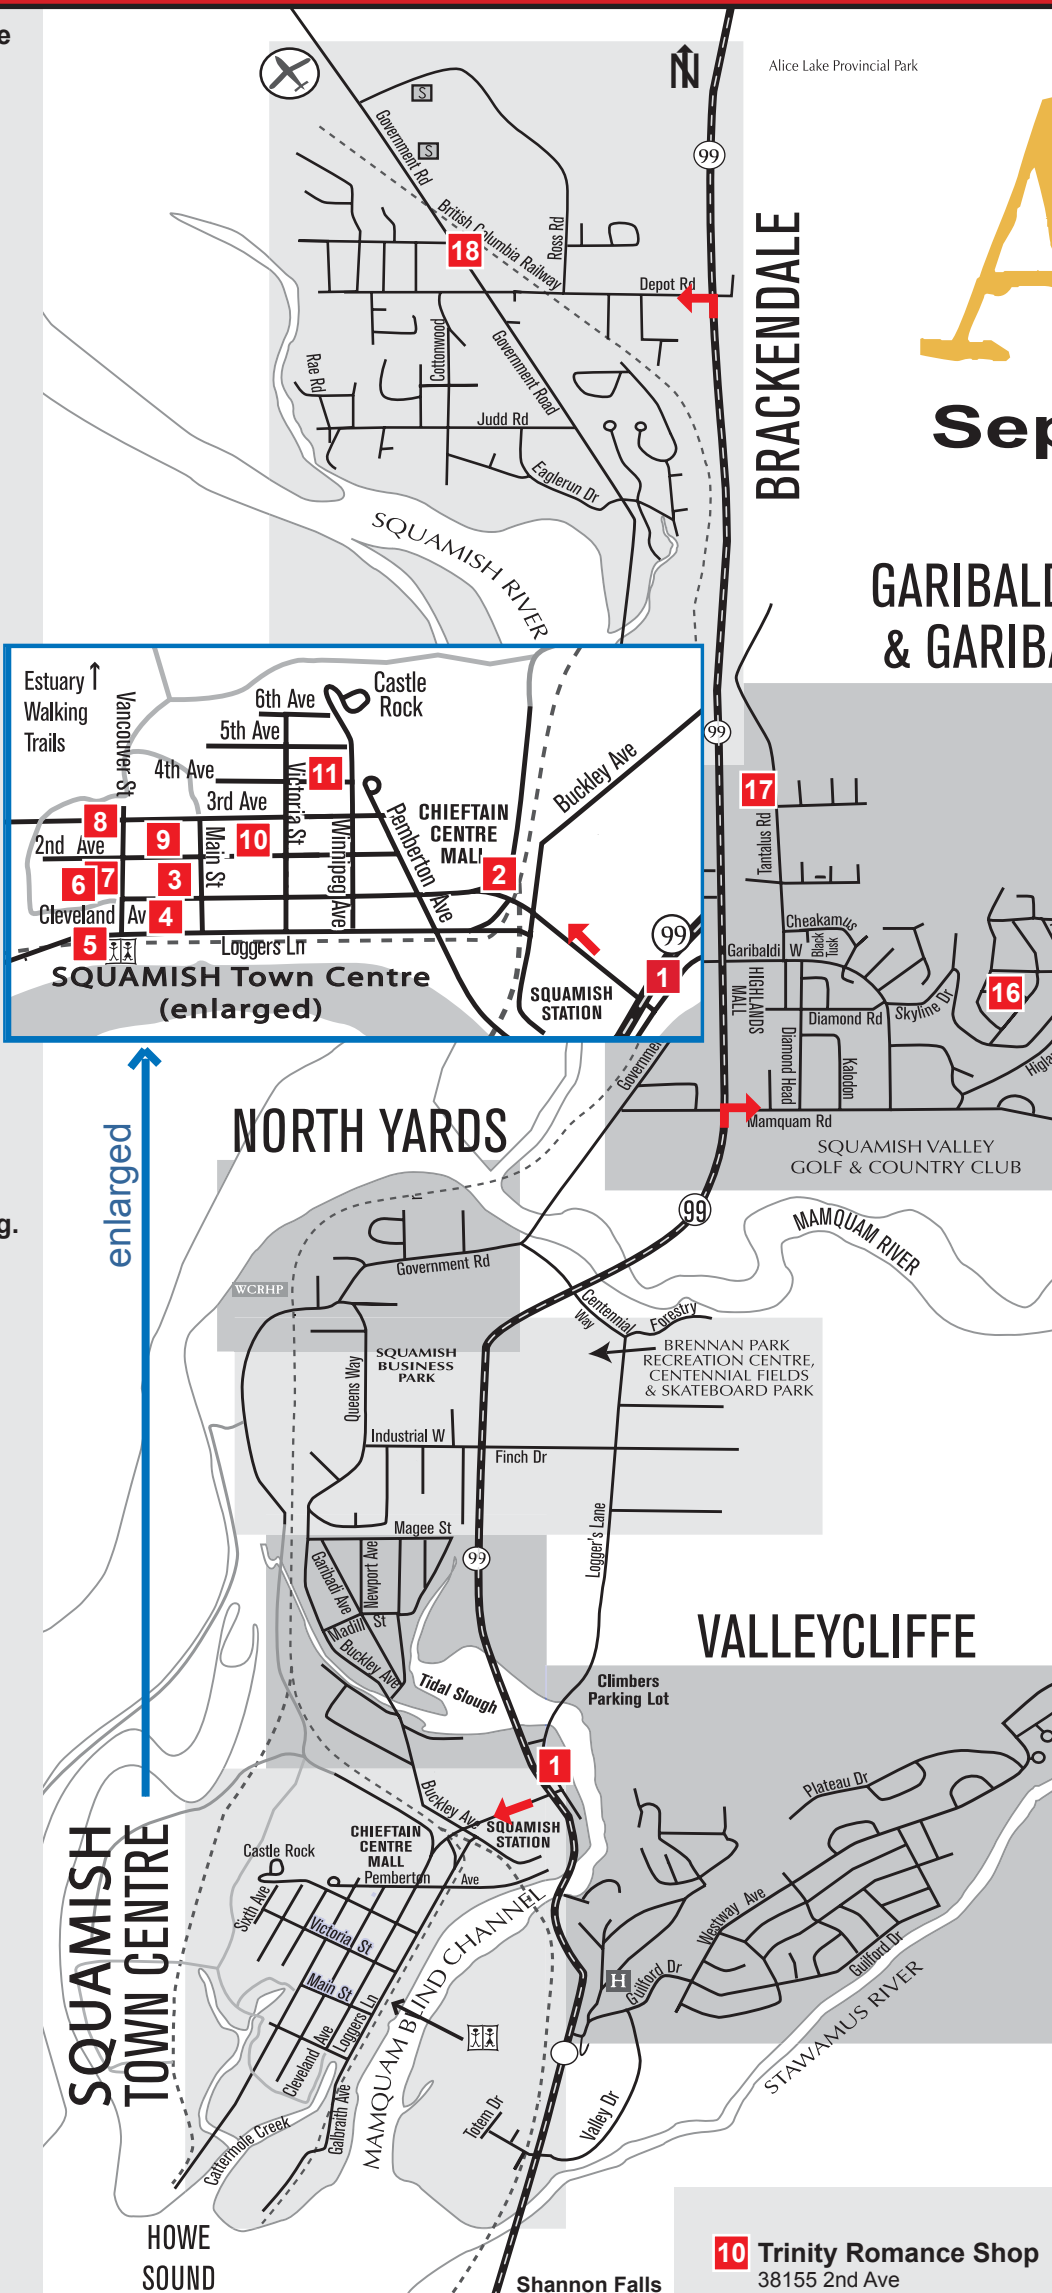 e
Alice Lake Provincial Park
A
N
S
S
99
Government Rd
British Columbia Railway
Ross Rd
18
Depot Rd
BRACKENDALE
Sep
Rae Rd
Cottonwood
Government Road
Judd Rd
Eaglerun Dr
SQUAMISH RIVER
GARIBALD
& GARIBA
Estuary
Walking
Trails
Vancouver St
6th Ave
Castle
Rock
5th Ave
4th Ave
Victoria St
11
3rd Ave
Buckley Ave
99
17
Tantalus Rd
8
2nd Ave
9
Main St
10
Winnipeg Ave
Pemberton Ave
CHIEFTAIN
CENTRE
MALL
2
6
7
3
Cleveland Av
4
5
Loggers Ln
99
1
SQUAMISH Town Centre
(enlarged)
SQUAMISH
STATION
Cheakamus
Black
Tusk
Garibaldi W
HIGHLANDS
MALL
Diamond Rd
Skyline Dr
16
Diamond Head
Kalodon
Higla
Governme
Mamquam Rd
SQUAMISH VALLEY
GOLF & COUNTRY CLUB
enlarged
NORTH YARDS
99
MAMQUAM RIVER
g.
Government Rd
WCRHP
Centennial
Way
Forestry
SQUAMISH
BUSINESS
PARK
BRENNAN PARK
RECREATION CENTRE,
CENTENNIAL FIELDS
& SKATEBOARD PARK
Queens Way
Industrial W
Finch Dr
Logger's Lane
Magee St
99
Garibadi Ave
Newport Ave
Madill St
Buckley Ave
Tidal Slough
VALLEYCLIFFE
Climbers
Parking Lot
1
Plateau Dr
Buckley Ave
SQUAMISH
STATION
CHIEFTAIN
CENTRE
MALL
Castle Rock
Pemberton Ave
Sixth Ave
Victoria St
Main St
Loggers Ln
Cleveland Ave
SQUAMISH
TOWN CENTRE
MAMQUAM BLIND CHANNEL
Westway Ave
H
Guilford Dr
Guilford Dr
STAWAMUS RIVER
Galbraith Ave
Cattermole Creek
Totem Dr
Valley Dr
HOWE
SOUND
Shannon Falls
10 Trinity Romance Shop
38155 2nd Ave